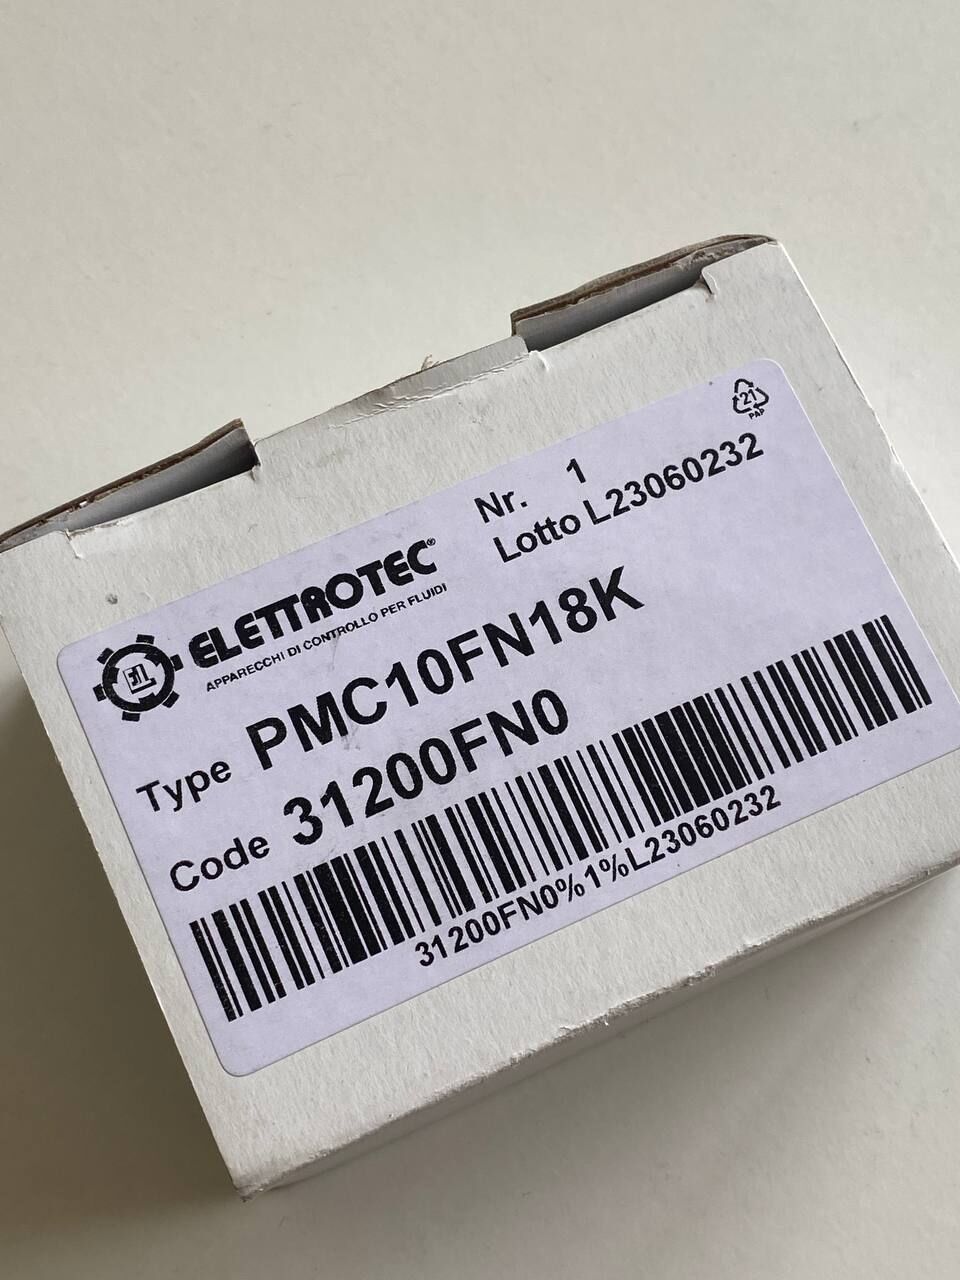 21
PAP
Nr. 1
Lotto L23060232
ELETTROTEC®
APPARECCHI DI CONTROLLO PER FLUIDI
Type PMC10FN18K
Code 31200FN0
31200FN0%1%L23060232